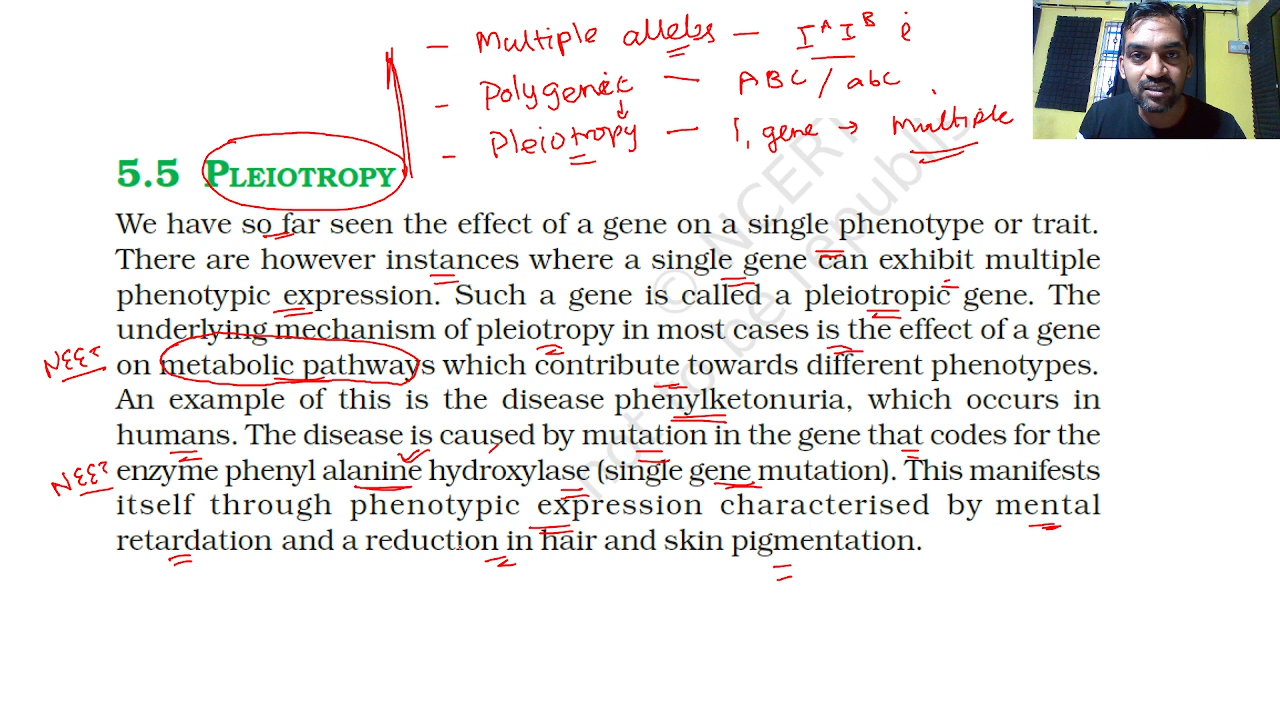 - Multiple alleles - I^A I^B i
- Polygenic - ABC / abc
- Pleiotropy - 1, gene → Multiple
5.5 PLEIOTROPY
We have so far seen the effect of a gene on a single phenotype or trait.
There are however instances where a single gene can exhibit multiple
phenotypic expression. Such a gene is called a pleiotropic gene. The
underlying mechanism of pleiotropy in most cases is the effect of a gene
NEET on metabolic pathways which contribute towards different phenotypes.
An example of this is the disease phenylketonuria, which occurs in
humans. The disease is caused by mutation in the gene that codes for the
NEET enzyme phenyl alanine hydroxylase (single gene mutation). This manifests
itself through phenotypic expression characterised by mental
retardation and a reduction in hair and skin pigmentation.
© NCERT
not to be republis